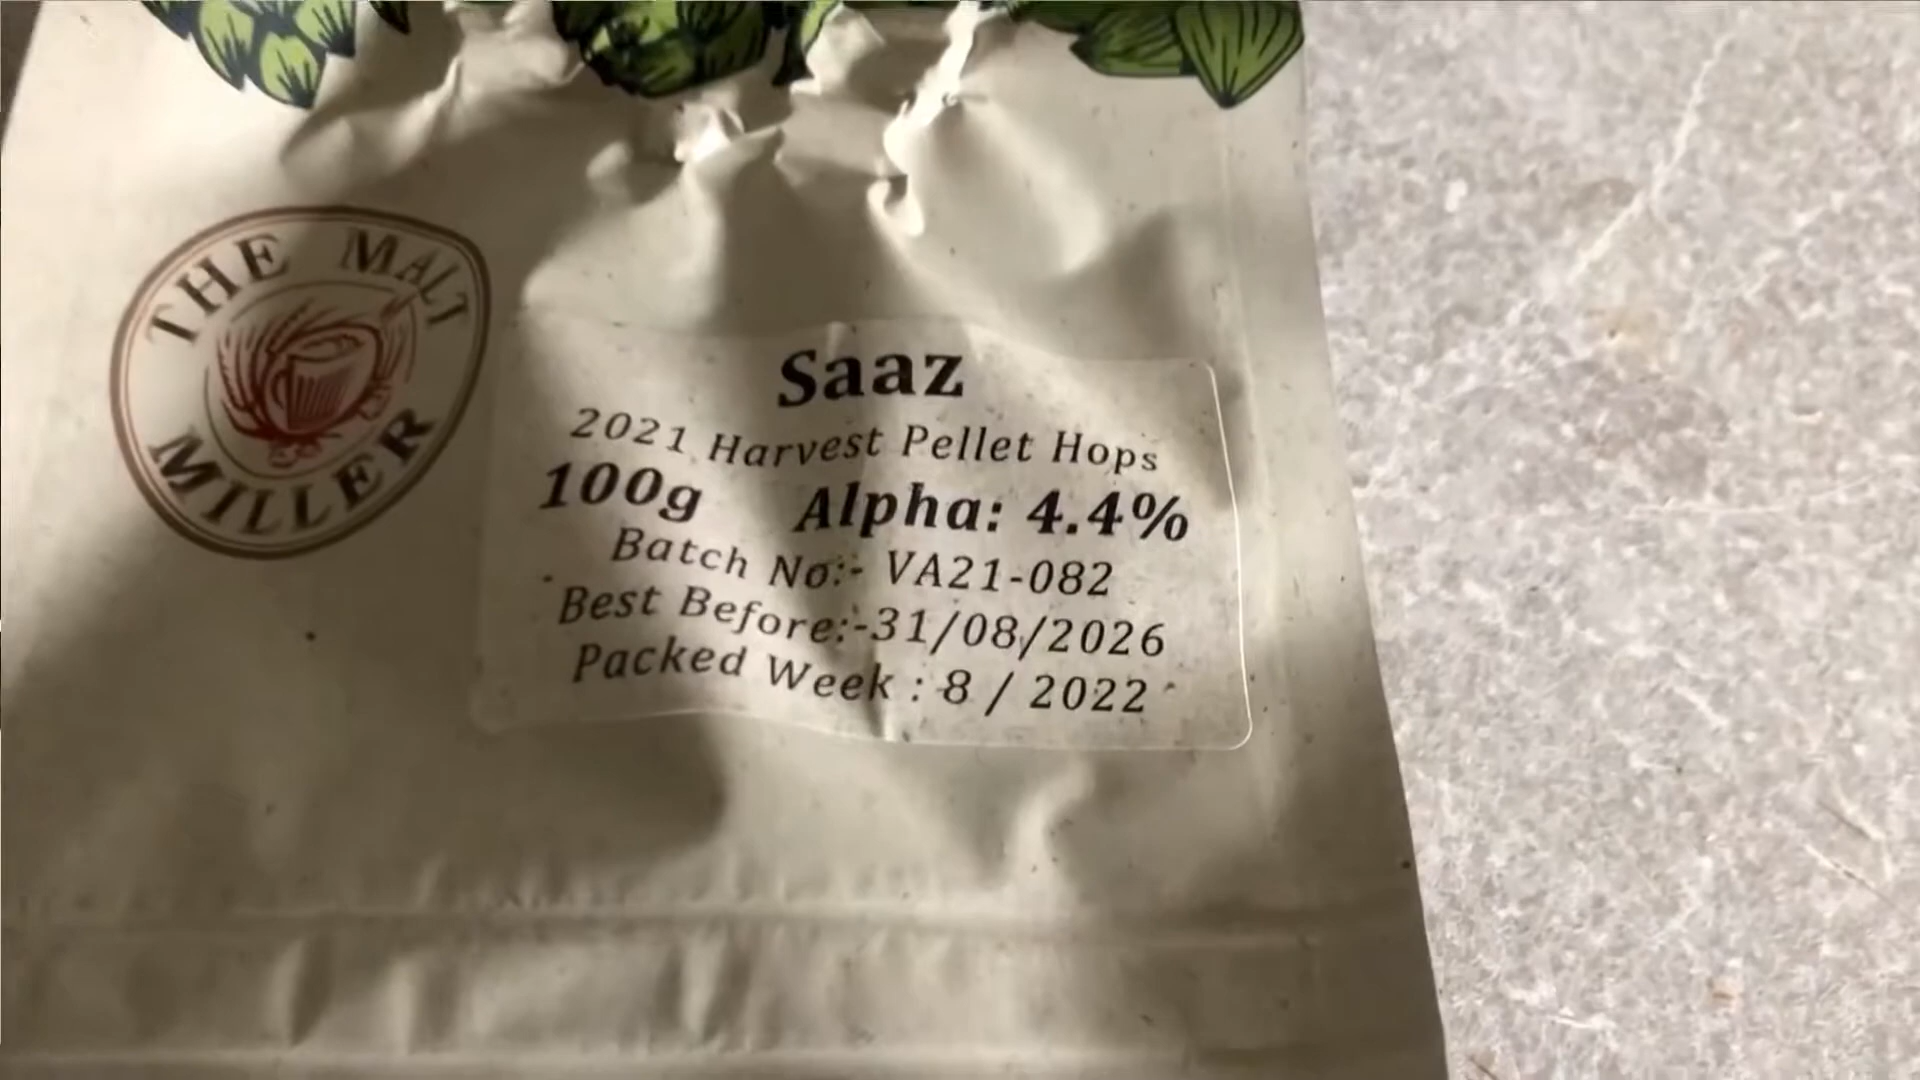 THE MALT
MILLER
Saaz
2021 Harvest Pellet Hops
100g Alpha: 4.4%
Batch No:- VA21-082
Best Before:-31/08/2026
Packed Week : 8 / 2022